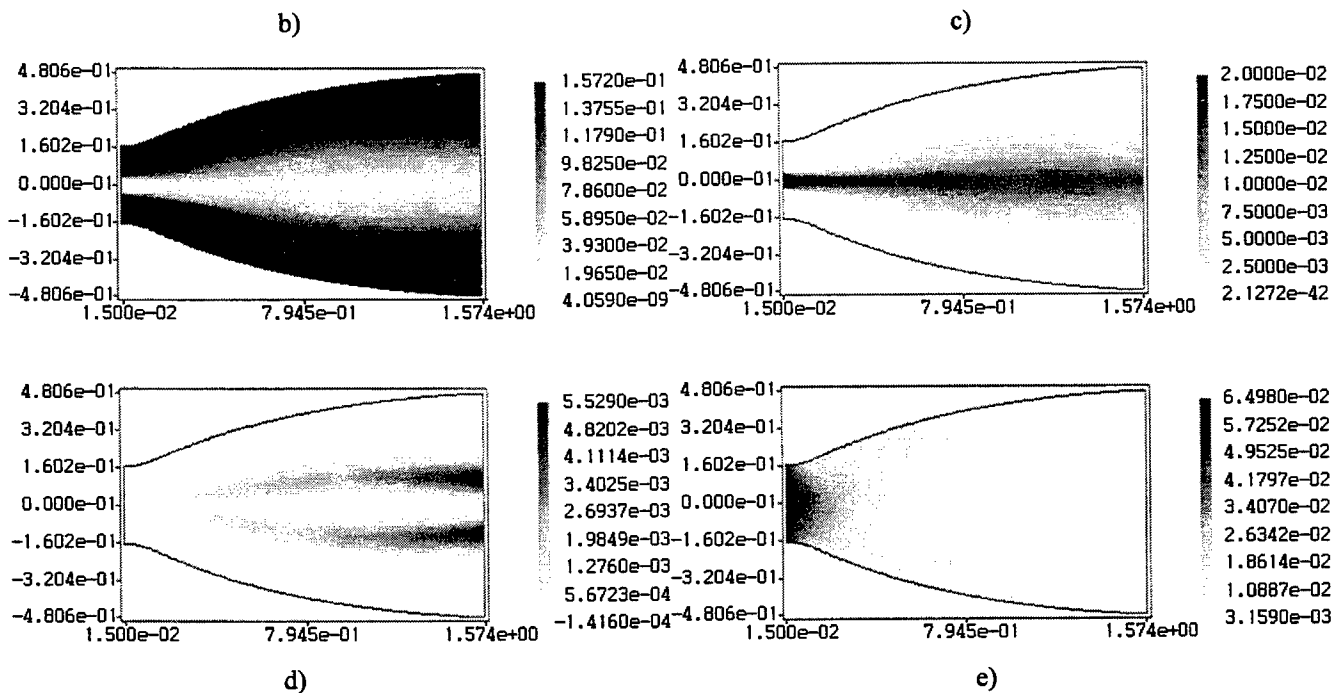 b)
c)
4.806e-01
3.204e-01
1.602e-01
0.000e-01
-1.602e-01
-3.204e-01
-4.806e-01
1.500e-02 7.945e-01 1.574e+00
1.5720e-01
1.3755e-01
1.1790e-01
9.8250e-02
7.8600e-02
5.8950e-02
3.9300e-02
1.9650e-02
4.0590e-09
4.806e-01
3.204e-01
1.602e-01
0.000e-01
-1.602e-01
-3.204e-01
-4.806e-01
1.500e-02 7.945e-01 1.574e+00
2.0000e-02
1.7500e-02
1.5000e-02
1.2500e-02
1.0000e-02
7.5000e-03
5.0000e-03
2.5000e-03
2.1272e-42
4.806e-01
3.204e-01
1.602e-01
0.000e-01
-1.602e-01
-3.204e-01
-4.806e-01
1.500e-02 7.945e-01 1.574e+00
5.5290e-03
4.8202e-03
4.1114e-03
3.4025e-03
2.6937e-03
1.9849e-03
1.2760e-03
5.6723e-04
-1.4160e-04
4.806e-01
3.204e-01
1.602e-01
0.000e-01
-1.602e-01
-3.204e-01
-4.806e-01
1.500e-02 7.945e-01 1.574e+00
6.4980e-02
5.7252e-02
4.9525e-02
4.1797e-02
3.4070e-02
2.6342e-02
1.8614e-02
1.0887e-02
3.1590e-03
d)
e)